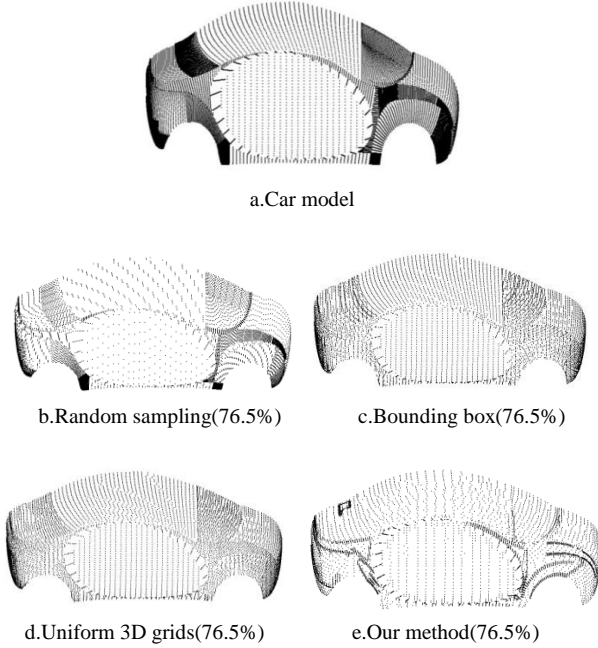 a.Car model
b.Random sampling(76.5%)
c.Bounding box(76.5%)
d.Uniform 3D grids(76.5%)
e.Our method(76.5%)